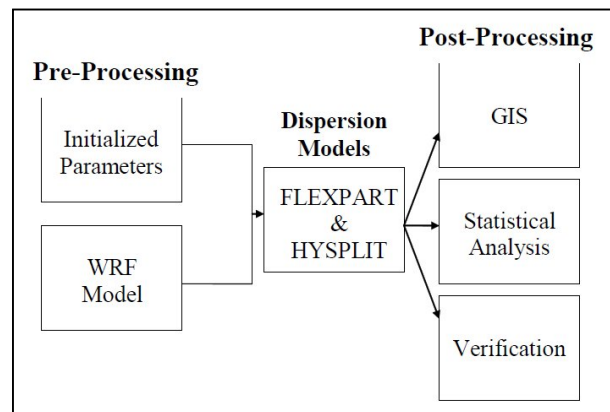 Pre-Processing
Initialized
Parameters
WRF
Model
Dispersion
Models
FLEXPART
&
HYSPLIT
Post-Processing
GIS
Statistical
Analysis
Verification